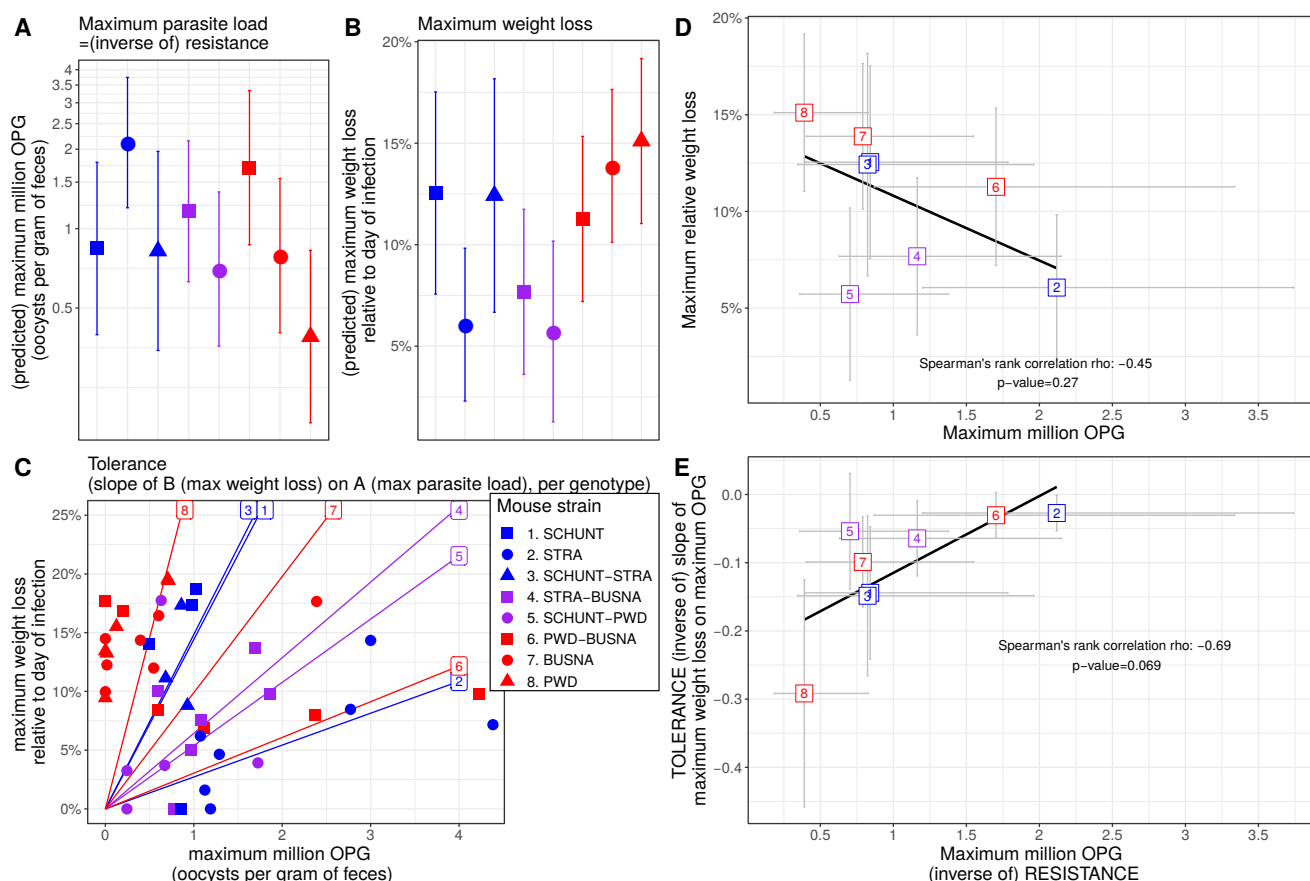 A
Maximum parasite load
=(inverse of) resistance
(predicted) maximum million OPG
(oocysts per gram of feces)
4
3.5
3
2.5
2
1.5
1
0.5
B
Maximum weight loss
(predicted) maximum weight loss
relative to day of infection
20%
15%
10%
5%
C
Tolerance
(slope of B (max weight loss) on A (max parasite load), per genotype)
maximum weight loss
relative to day of infection
25%
20%
15%
10%
5%
0%
8
3
1
7
4
5
6
2
0
1
2
3
4
maximum million OPG
(oocysts per gram of feces)
Mouse strain
1. SCHUNT
2. STRA
3. SCHUNT−STRA
4. STRA−BUSNA
5. SCHUNT−PWD
6. PWD−BUSNA
7. BUSNA
8. PWD
D
Maximum relative weight loss
20%
15%
10%
5%
8
7
3
1
6
4
5
2
Spearman's rank correlation rho: −0.45
p−value=0.27
0.5
1
1.5
2
2.5
3
3.5
Maximum million OPG
E
TOLERANCE (inverse of) slope of
maximum weight loss on maximum OPG
0.0
−0.1
−0.2
−0.3
−0.4
5
4
6
2
7
3
1
8
Spearman's rank correlation rho: −0.69
p−value=0.069
0.5
1
1.5
2
2.5
3
3.5
Maximum million OPG
(inverse of) RESISTANCE